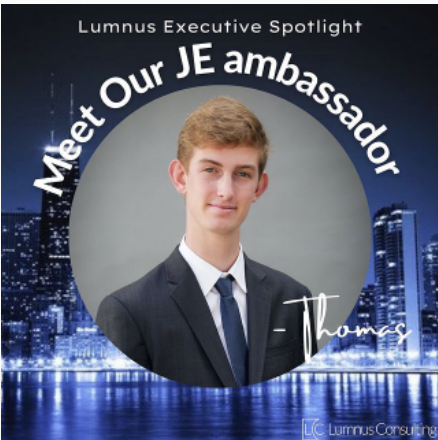 Lumnus Executive Spotlight
Meet Our JE ambassador
- Thomas
LC Lumnus Consulting